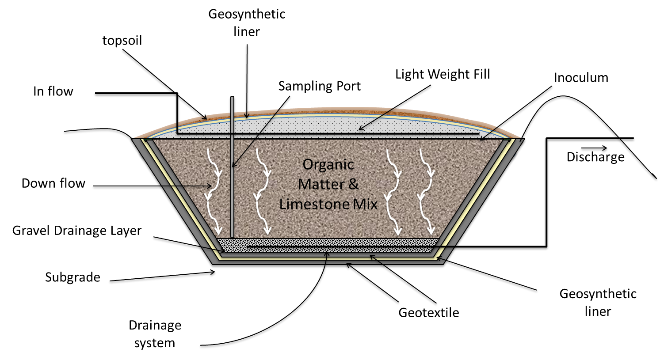 Geosynthetic
liner
topsoil
Sampling Port
Light Weight Fill
Inoculum
In flow
Discharge
Organic
Matter &
Limestone Mix
Down flow
Gravel Drainage Layer
Subgrade
Geosynthetic
liner
Geotextile
Drainage
system